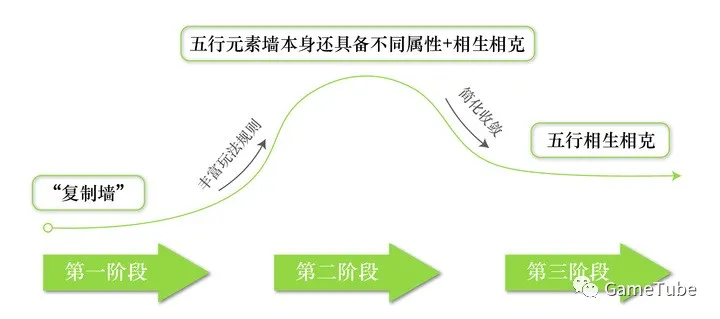 五行元素墙本身还具备不同属性+相生相克
丰富玩法规则
简化收敛
五行相生相克
“复制墙”
第一阶段
第二阶段
第三阶段
GameTube